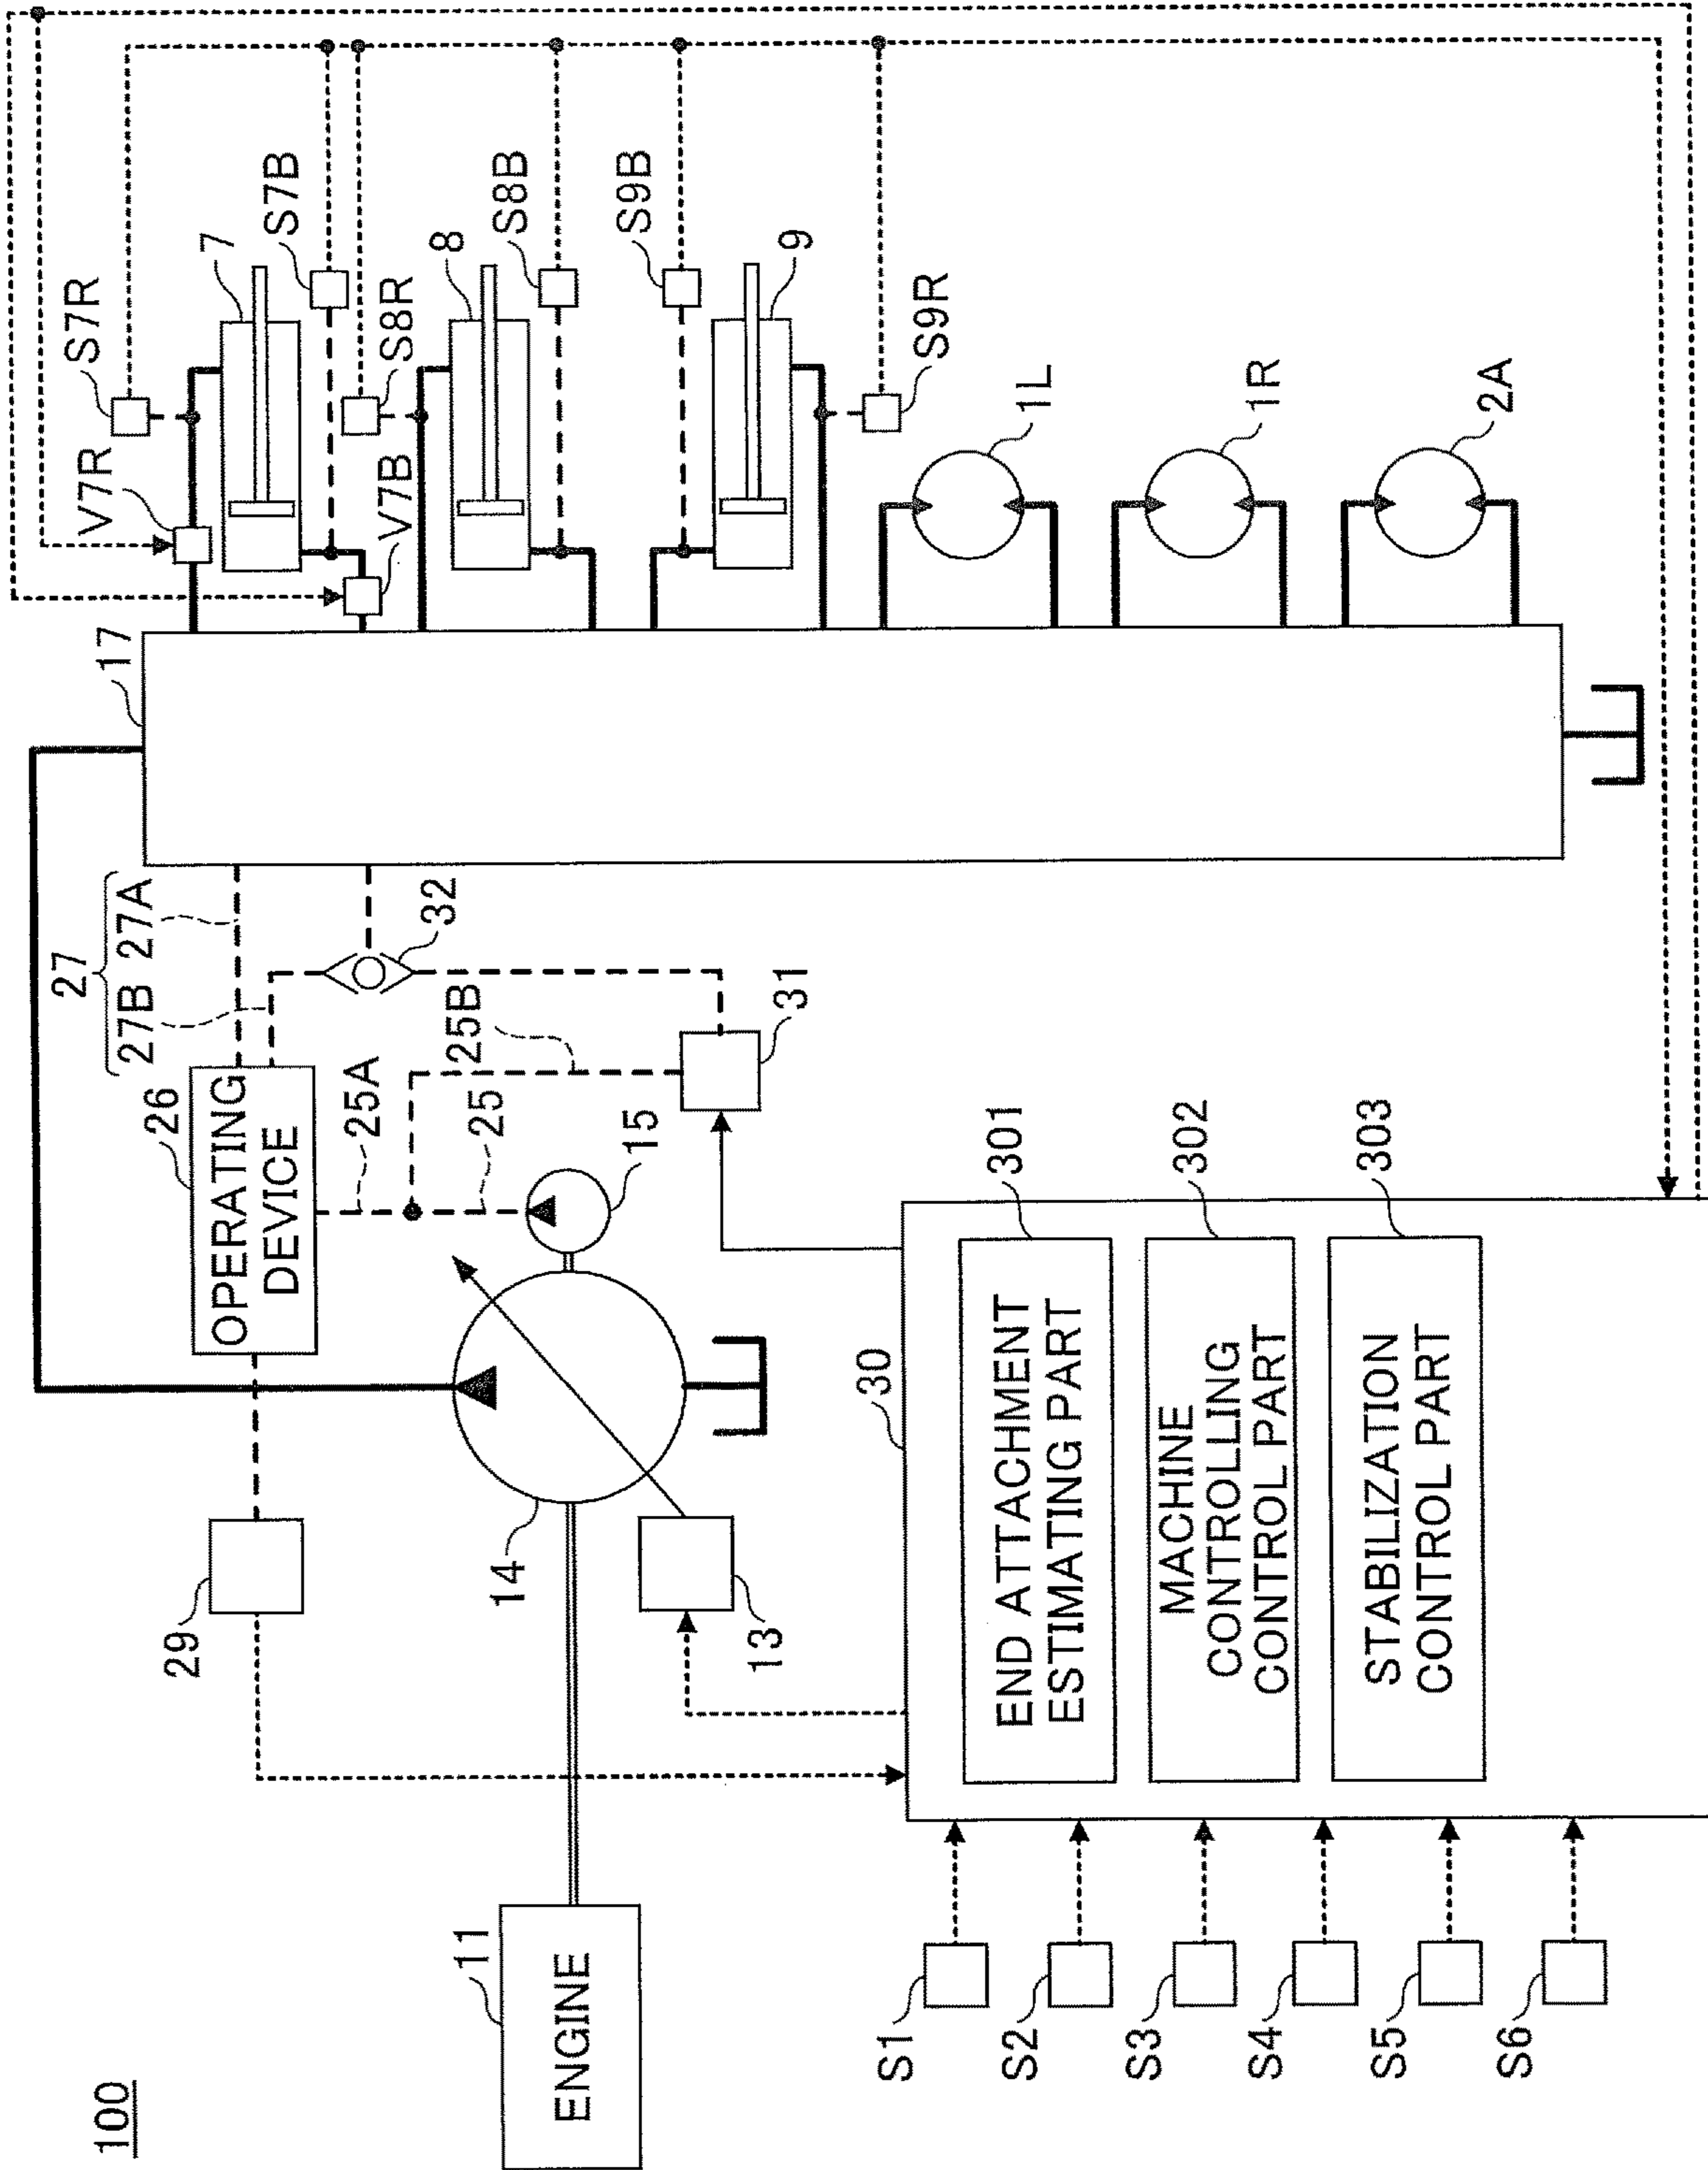 100
11
ENGINE
29
14
13
26
OPERATING
DEVICE
27
27B
27A
25A
25
25B
15
32
31
17
V7R
S7R
7
S7B
V7B
S8R
8
S8B
S9B
9
S9R
1L
1R
2A
30
END ATTACHMENT
ESTIMATING PART
301
MACHINE
CONTROLLING
CONTROL PART
302
STABILIZATION
CONTROL PART
303
S1
S2
S3
S4
S5
S6